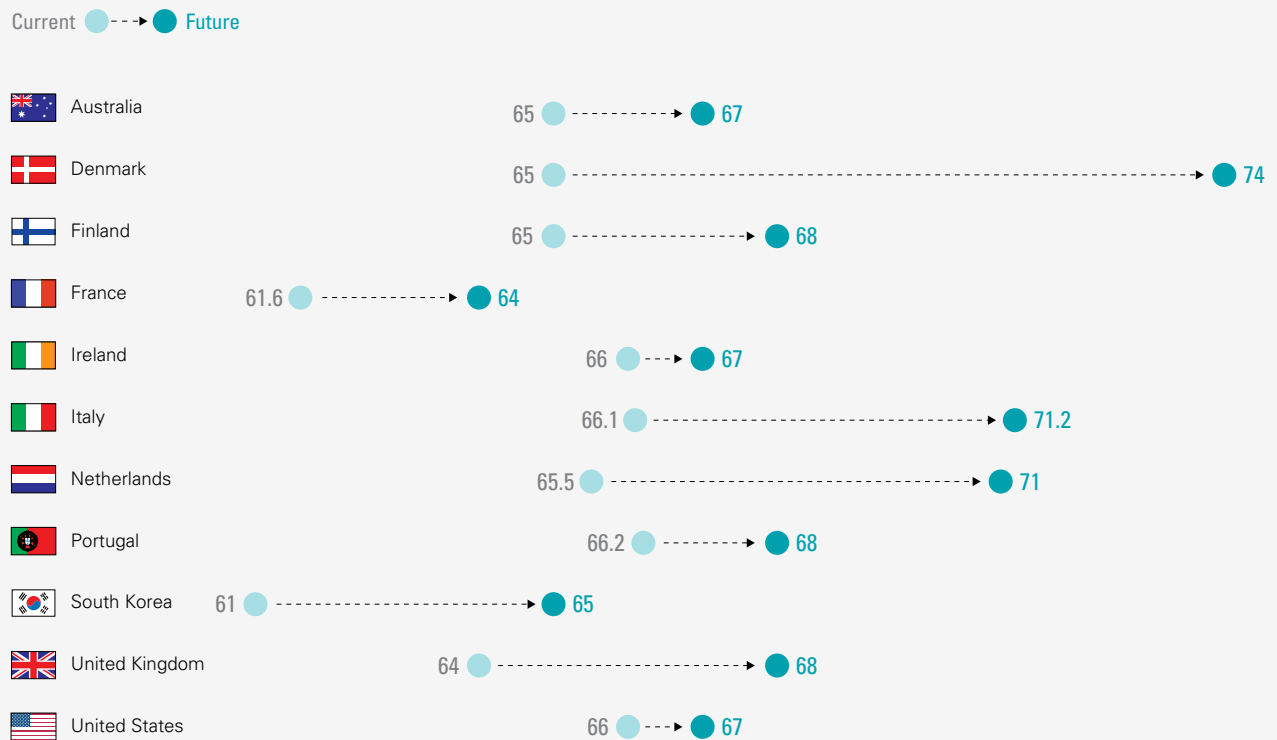 Current Future
Australia 65 67
Denmark 65 74
Finland 65 68
France 61.6 64
Ireland 66 67
Italy 66.1 71.2
Netherlands 65.5 71
Portugal 66.2 68
South Korea 61 65
United Kingdom 64 68
United States 66 67